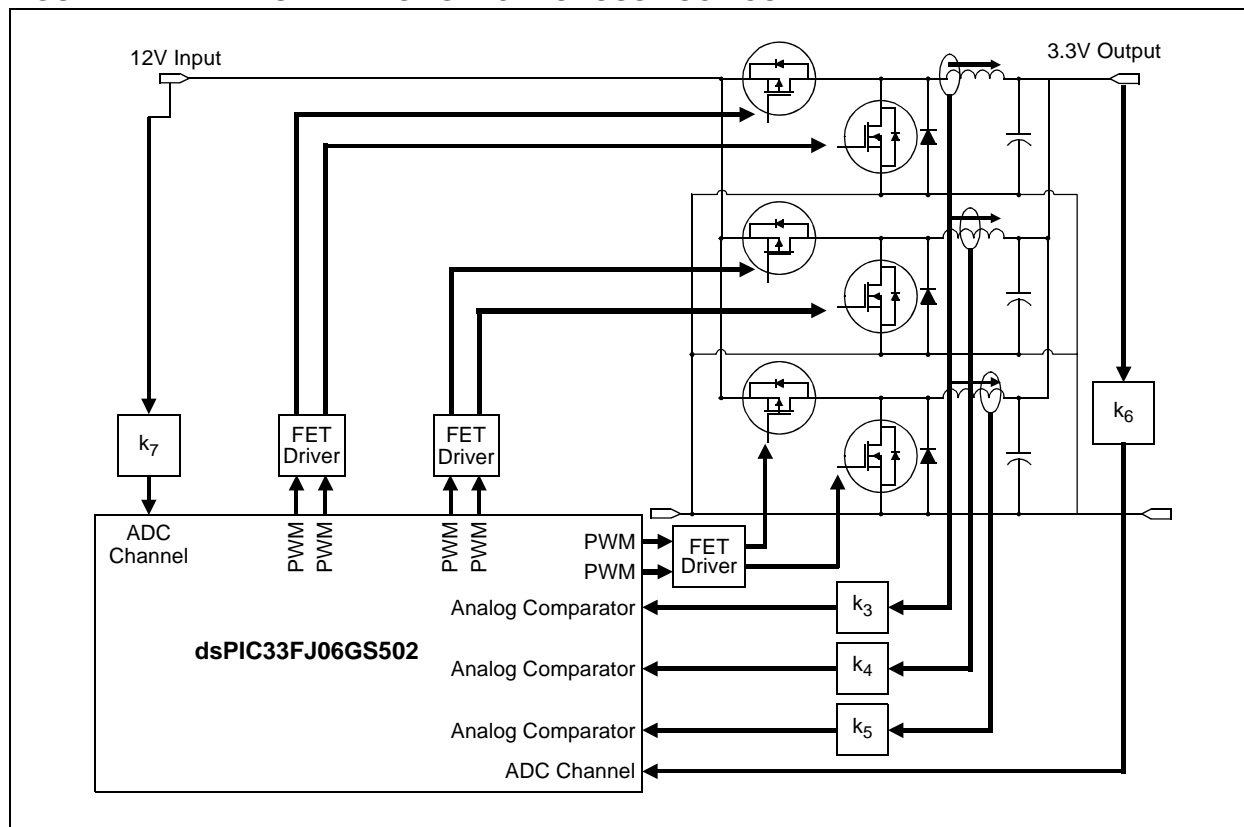 12V Input
3.3V Output
k7
FET
Driver
FET
Driver
k6
ADC
Channel
PWM
PWM
PWM
PWM
PWM
PWM
FET
Driver
Analog Comparator
k3
dsPIC33FJ06GS502
Analog Comparator
k4
Analog Comparator
k5
ADC Channel